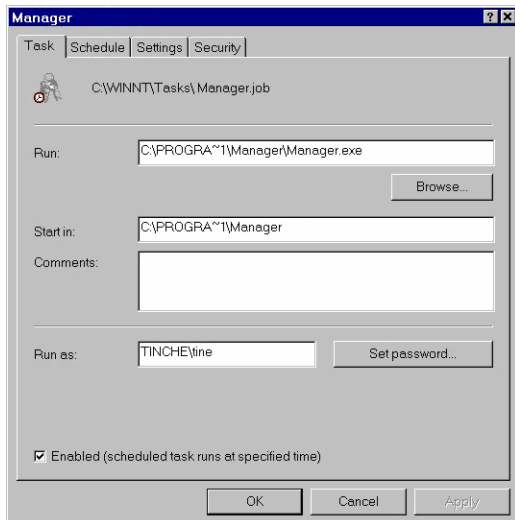 Manager
Task Schedule Settings Security
C:\WINNT\Tasks\ Manager.job
Run: C:\PROGRA~1\Manager\Manager.exe
Browse...
Start in: C:\PROGRA~1\Manager
Comments:
Run as: TINCHE\tine Set password...
Enabled (scheduled task runs at specified time)
OK Cancel Apply